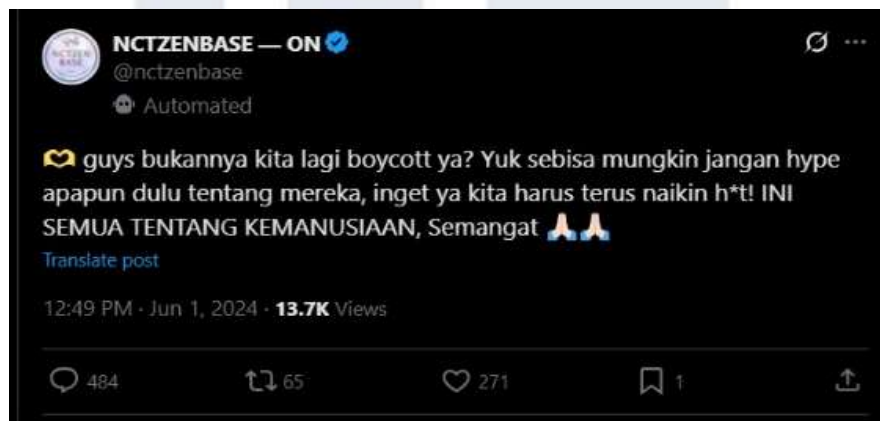 NCTZENBASE — ON
@nctzenbase
Automated
🫶 guys bukannya kita lagi boycott ya? Yuk sebisa mungkin jangan hype
apapun dulu tentang mereka, inget ya kita harus terus naikin h*t! INI
SEMUA TENTANG KEMANUSIAAN, Semangat 🙏🏻🙏🏻
Translate post
12:49 PM · Jun 1, 2024 · 13.7K Views
484 65 271 1